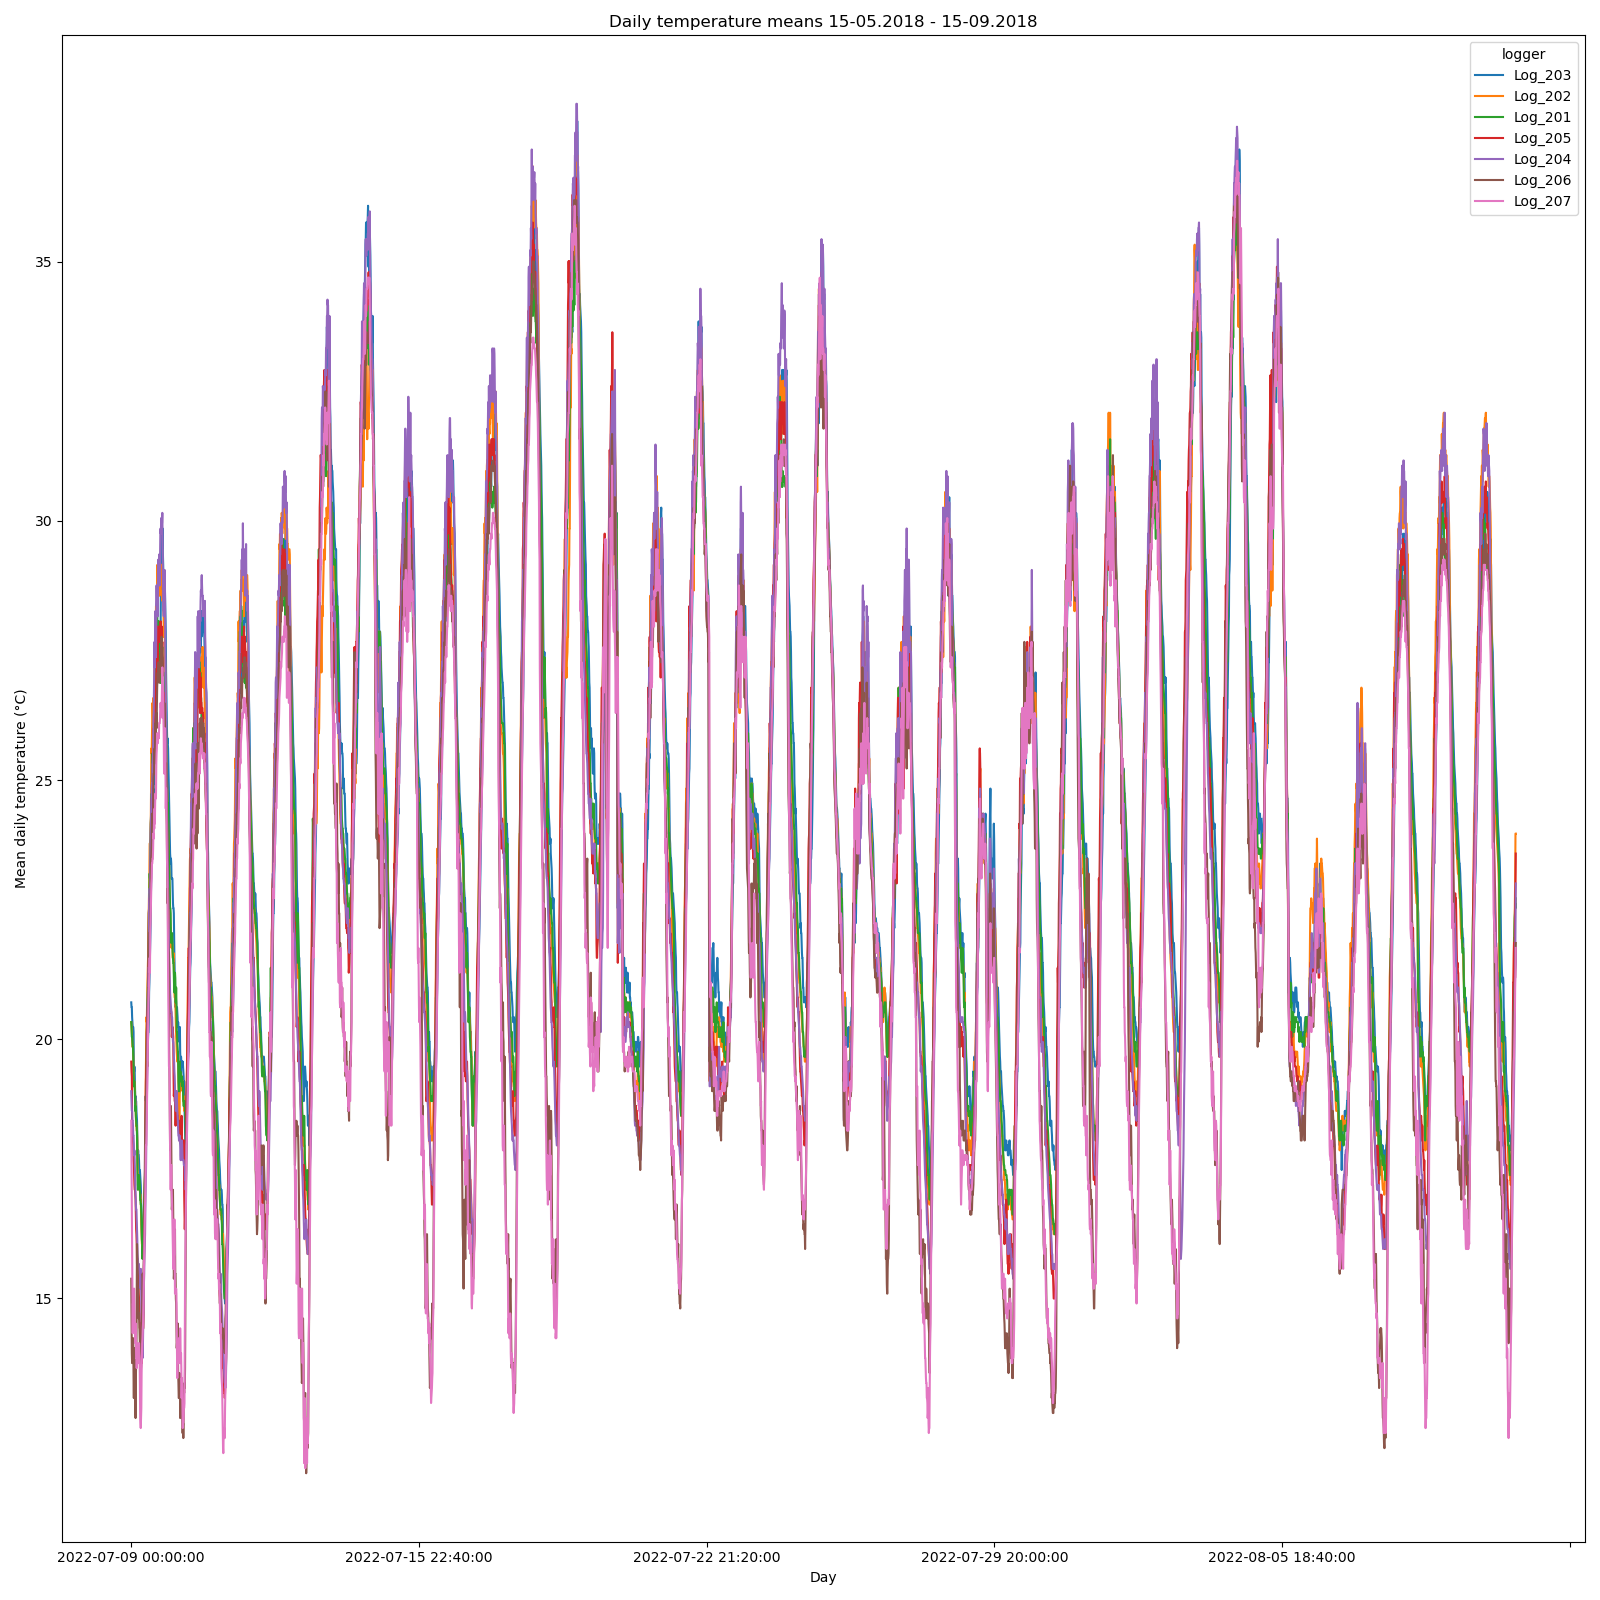 Daily temperature means 15-05.2018 - 15-09.2018
logger
Log_203
Log_202
Log_201
Log_205
Log_204
Log_206
Log_207
35
30
25
20
15
Mean daily temperature (°C)
2022-07-09 00:00:00
2022-07-15 22:40:00
2022-07-22 21:20:00
2022-07-29 20:00:00
2022-08-05 18:40:00
Day